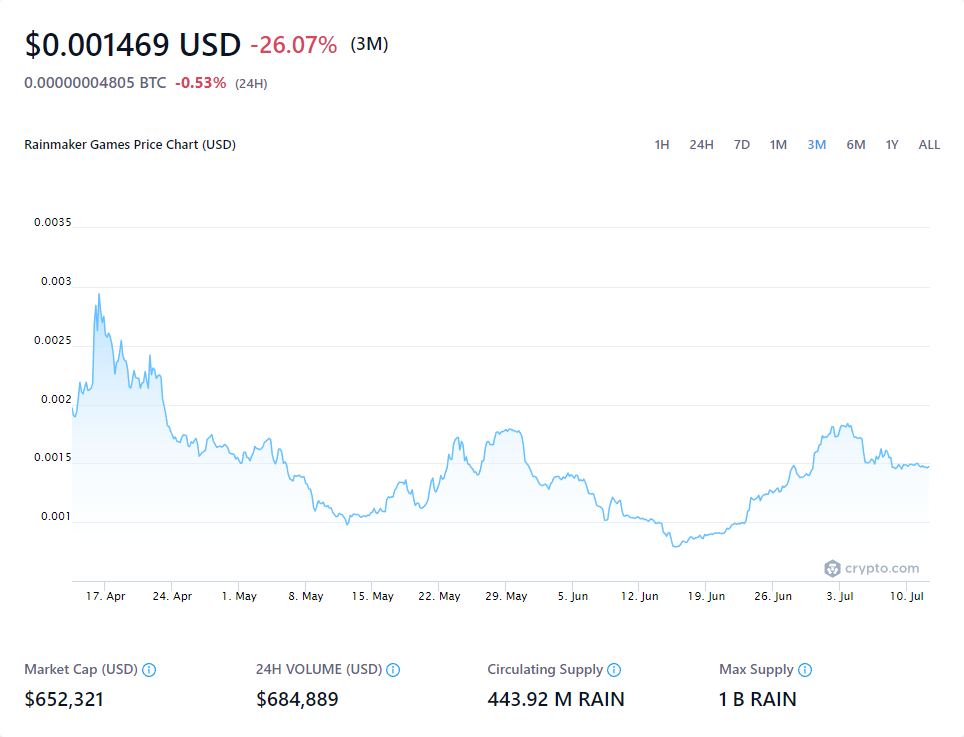 $0.001469 USD -26.07% (3M)
0.00000004805 BTC -0.53% (24H)
Rainmaker Games Price Chart (USD) 1H 24H 7D 1M 3M 6M 1Y ALL
0.0035
0.003
0.0025
0.002
0.0015
0.001
crypto.com
17. Apr 24. Apr 1. May 8. May 15. May 22. May 29. May 5. Jun 12. Jun 19. Jun 26. Jun 3. Jul 10. Jul
Market Cap (USD) 24H VOLUME (USD) Circulating Supply Max Supply
$652,321 $684,889 443.92 M RAIN 1 B RAIN